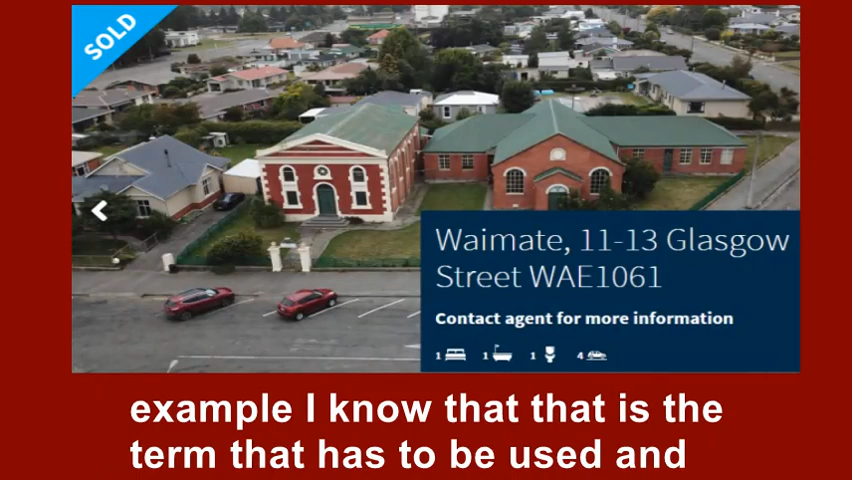 SOLD
Waimate, 11-13 Glasgow
Street WAE1061
Contact agent for more information
1 1 1 4
example I know that that is the
term that has to be used and